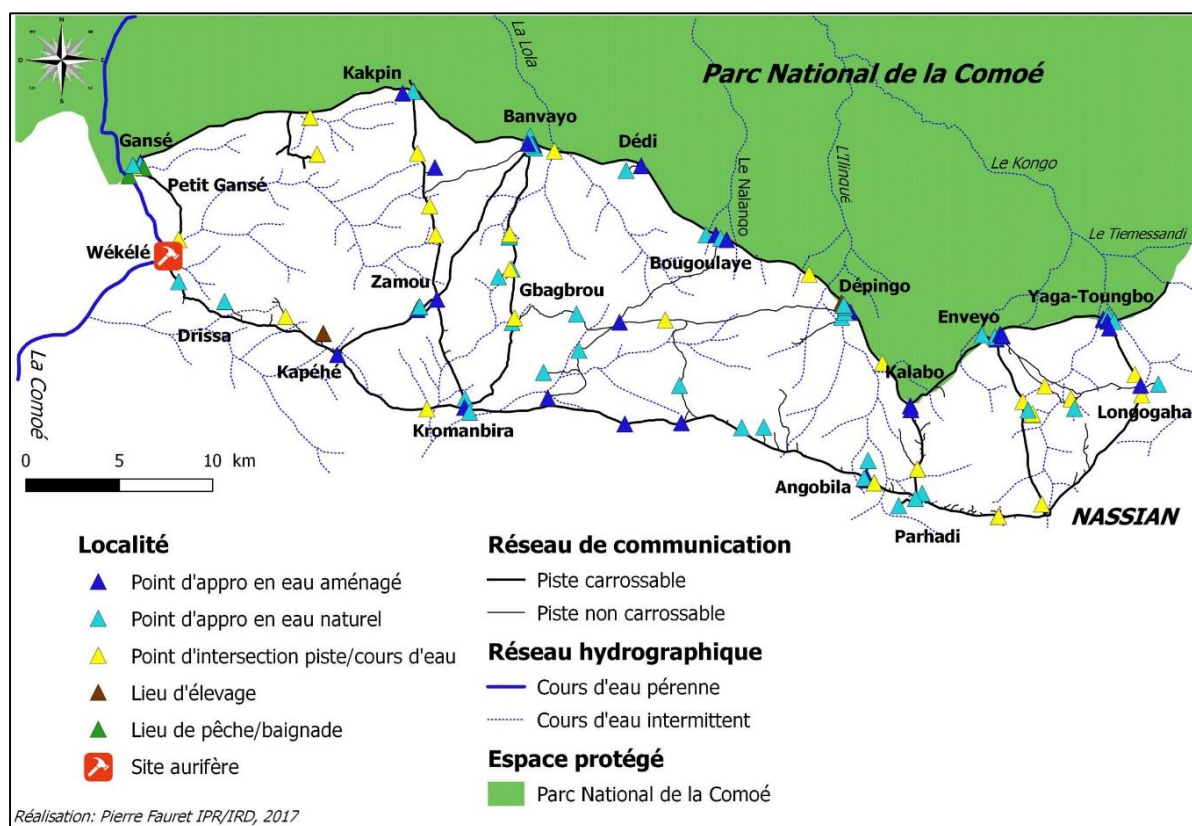 N
S
La Lola
Kakpin
Parc National de la Comoé
Banvayo
Dédi
Gansé
Le Nalango
L'Ilinqué
Le Kongo
Petit Gansé
Le Tiemessandi
Wékélé
Bougoulaye
Zamou
Gbagbrou
Dépingo
Yaga-Toungbo
Enveyo
Drissa
La Comoé
Kapéhé
Kalabo
Longogaha
Kromanbira
0 5 10 km
Angobila
NASSIAN
Parhadi
Localité
Point d'appro en eau aménagé
Point d'appro en eau naturel
Point d'intersection piste/cours d'eau
Lieu d'élevage
Lieu de pêche/baignade
Site aurifère
Réseau de communication
Piste carrossable
Piste non carrossable
Réseau hydrographique
Cours d'eau pérenne
Cours d'eau intermittent
Espace protégé
Parc National de la Comoé
Réalisation: Pierre Fauret IPR/IRD, 2017